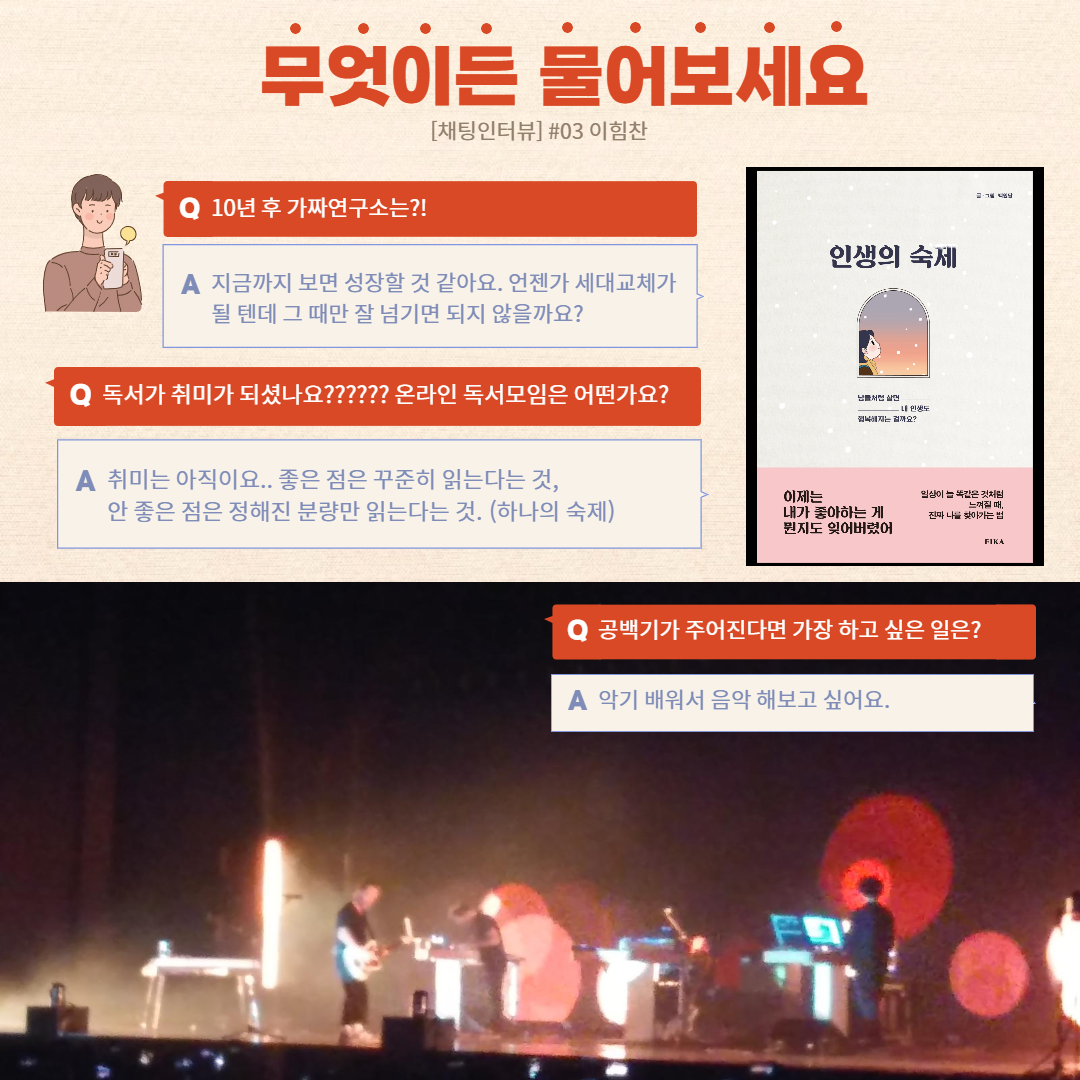 무엇이든 물어보세요
[채팅인터뷰] #03 이힘찬
Q 10년 후 가짜연구소는?!
A 지금까지 보면 성장할 것 같아요. 언젠가 세대교체가
될 텐데 그 때만 잘 넘기면 되지 않을까요?
Q 독서가 취미가 되셨나요?????? 온라인 독서모임은 어떤가요?
A 취미는 아직이요.. 좋은 점은 꾸준히 읽는다는 것,
안 좋은 점은 정해진 분량만 읽는다는 것. (하나의 숙제)
글·그림
인생의 숙제
남들처럼 살면
내 인생도
행복해지는 걸까요?
이제는
내가 좋아하는 게
뭔지도 잊어버렸어
일상이 늘 똑같은 것처럼
느껴질 때,
진짜 나를 찾아가는 법
FIKA
Q 공백기가 주어진다면 가장 하고 싶은 일은?
A 악기 배워서 음악 해보고 싶어요.